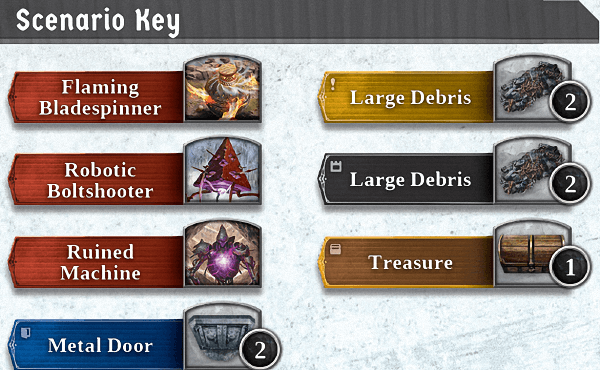 Scenario Key
Flaming
Bladespinner
Robotic
Boltshooter
Ruined
Machine
Metal Door
2
Large Debris
2
Large Debris
2
Treasure
1